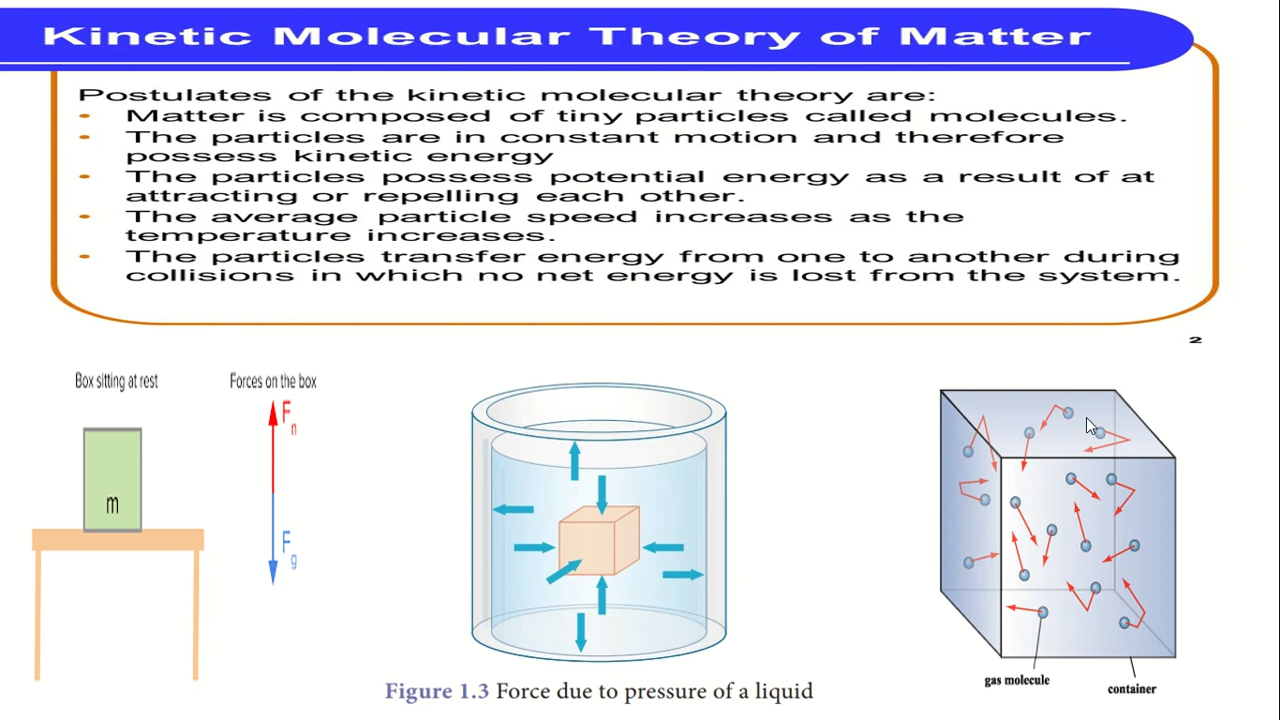 Kinetic Molecular Theory of Matter
Postulates of the kinetic molecular theory are:
• Matter is composed of tiny particles called molecules.
• The particles are in constant motion and therefore
possess kinetic energy
• The particles possess potential energy as a result of at
attracting or repelling each other.
• The average particle speed increases as the
temperature increases.
• The particles transfer energy from one to another during
collisions in which no net energy is lost from the system.
2
Box sitting at rest
Forces on the box
Fn
m
Fg
gas molecule
container
Figure 1.3 Force due to pressure of a liquid